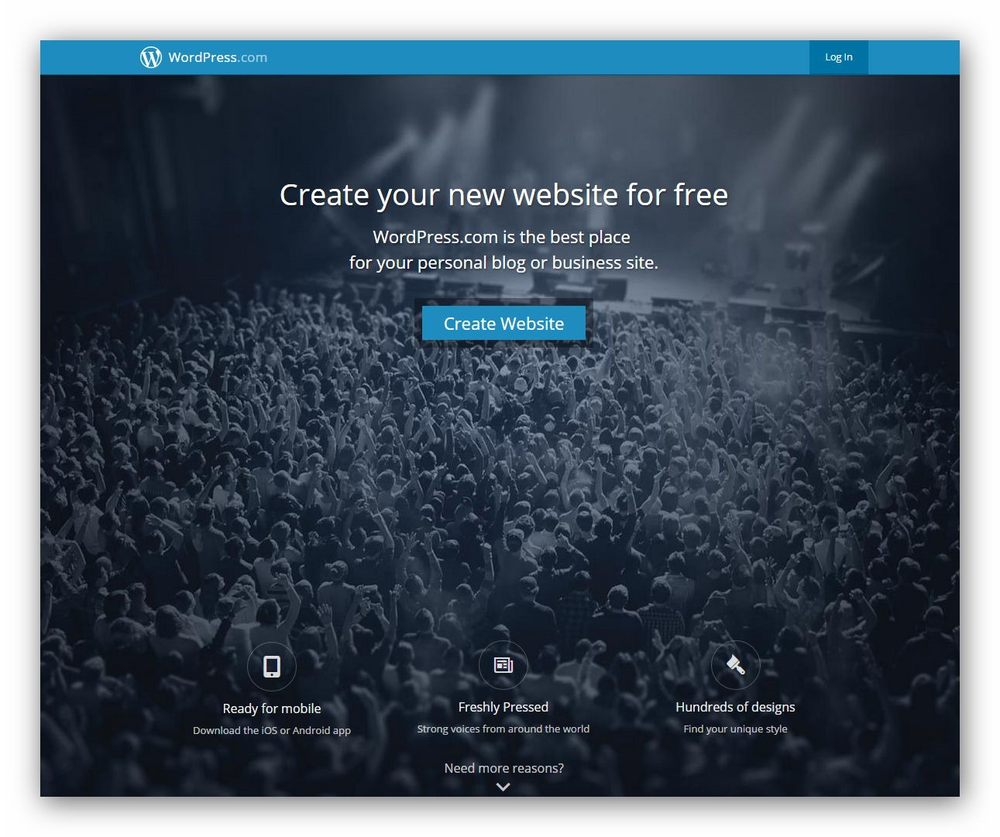 WordPress.com
Log In
Create your new website for free
WordPress.com is the best place
for your personal blog or business site.
Create Website
Ready for mobile
Download the iOS or Android app
Freshly Pressed
Strong voices from around the world
Hundreds of designs
Find your unique style
Need more reasons?